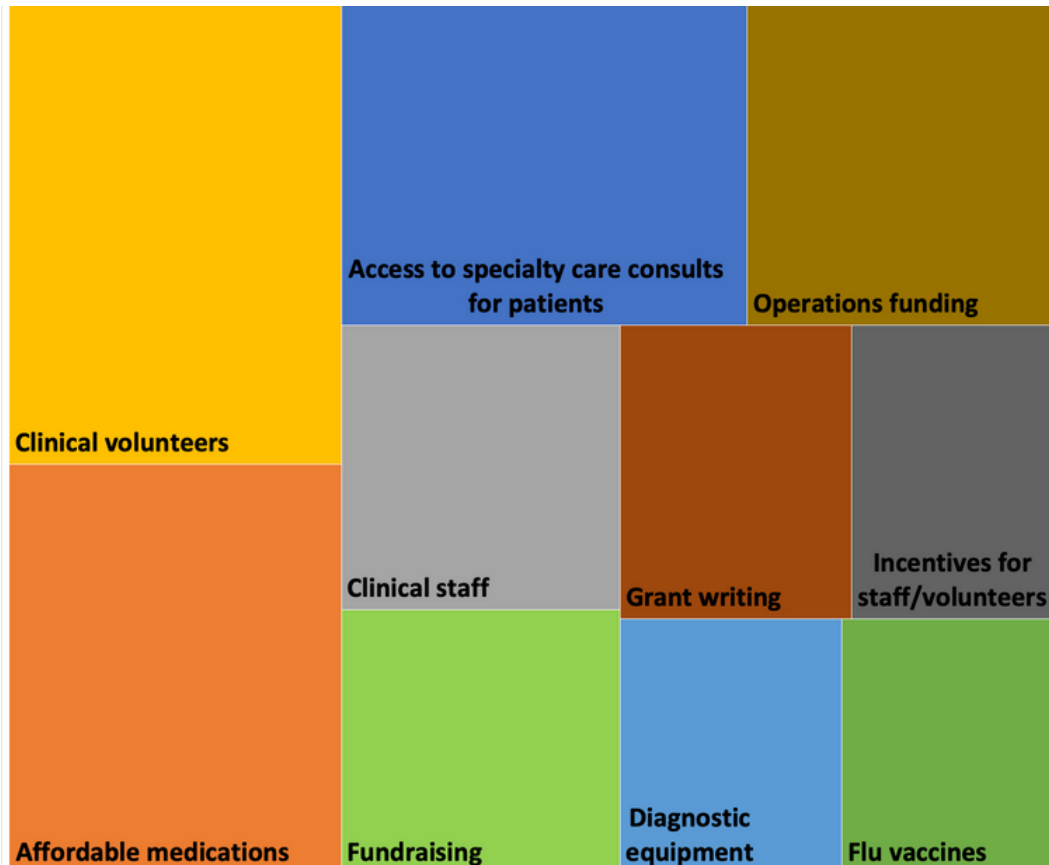 Access to specialty care consults
for patients
Operations funding
Clinical volunteers
Clinical staff
Grant writing
Incentives for
staff/volunteers
Affordable medications
Fundraising
Diagnostic
equipment
Flu vaccines